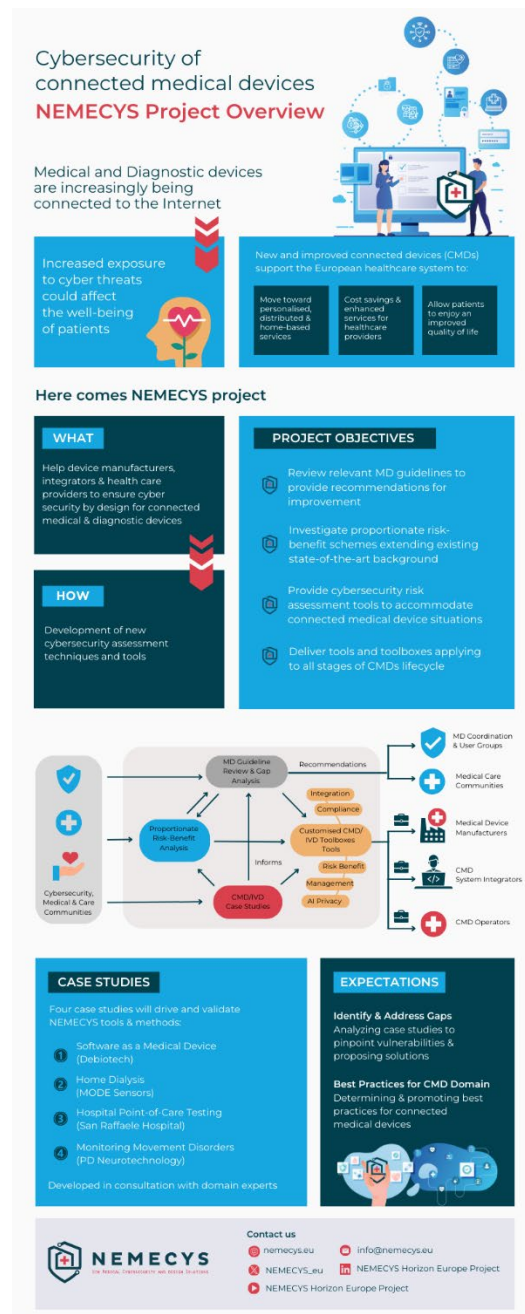 Cybersecurity of
connected medical devices
NEMECYS Project Overview
Medical and Diagnostic devices
are increasingly being
connected to the Internet
Increased exposure
to cyber threats
could affect
the well-being
of patients
New and improved connected devices (CMDs)
support the European healthcare system to:
Move toward
personalised,
distributed &
home-based
services
Cost savings &
enhanced
services for
healthcare
providers
Allow patients
to enjoy an
improved
quality of life
Here comes NEMECYS project
WHAT
Help device manufacturers,
integrators & health care
providers to ensure cyber
security by design for connected
medical & diagnostic devices
HOW
Development of new
cybersecurity assessment
techniques and tools
PROJECT OBJECTIVES
Review relevant MD guidelines to
provide recommendations for
improvement
Investigate proportionate risk-
benefit schemes extending existing
state-of-the-art background
Provide cybersecurity risk
assessment tools to accommodate
connected medical device situations
Deliver tools and toolboxes applying
to all stages of CMDs lifecycle
Cybersecurity,
Medical & Care
Communities
MD Guideline
Review & Gap
Analysis
Proportionate
Risk-Benefit
Analysis
CMD/IVD
Case Studies
Informs
Recommendations
Integration
Compliance
Customised CMD/
IVD Toolboxes
Tools
Risk Benefit
Management
AI Privacy
MD Coordination
& User Groups
Medical Care
Communities
Medical Device
Manufacturers
CMD
System Integrators
CMD Operators
CASE STUDIES
Four case studies will drive and validate
NEMECYS tools & methods:
1 Software as a Medical Device
(Debiotech)
2 Home Dialysis
(MODE Sensors)
3 Hospital Point-of-Care Testing
(San Raffaele Hospital)
4 Monitoring Movement Disorders
(PD Neurotechnology)
Developed in consultation with domain experts
EXPECTATIONS
Identify & Address Gaps
Analyzing case studies to
pinpoint vulnerabilities &
proposing solutions
Best Practices for CMD Domain
Determining & promoting best
practices for connected
medical devices
NEMECYS
Contact us
nemecys.eu
info@nemecys.eu
NEMECYS_eu
NEMECYS Horizon Europe Project
NEMECYS Horizon Europe Project